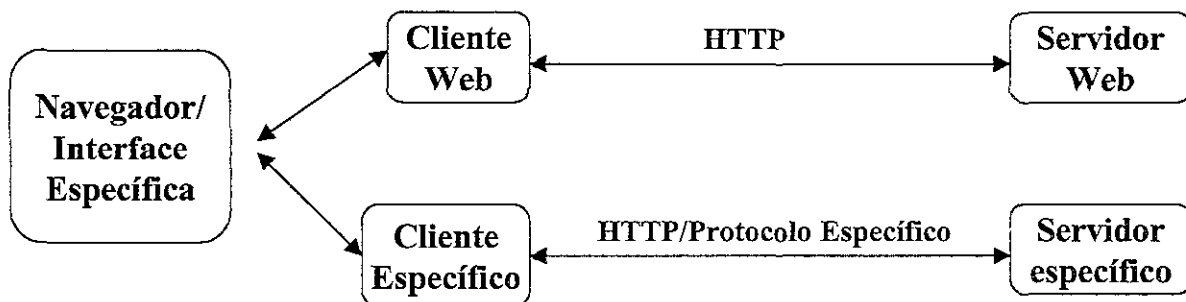 Cliente
Web
HTTP
Servidor
Web
Navegador/
Interface
Específica
Cliente
Específico
HTTP/Protocolo Específico
Servidor
específico